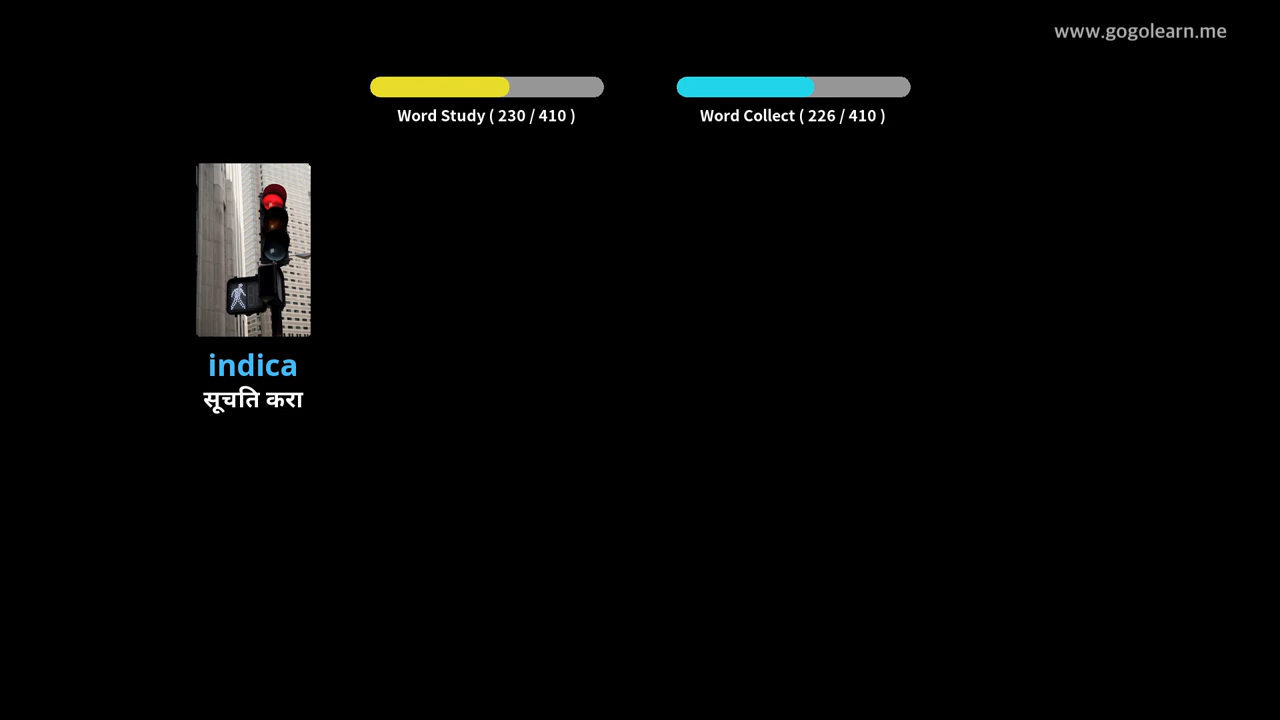 www.gogolearn.me
Word Study ( 230 / 410 )
Word Collect ( 226 / 410 )
indica
सूचति करा